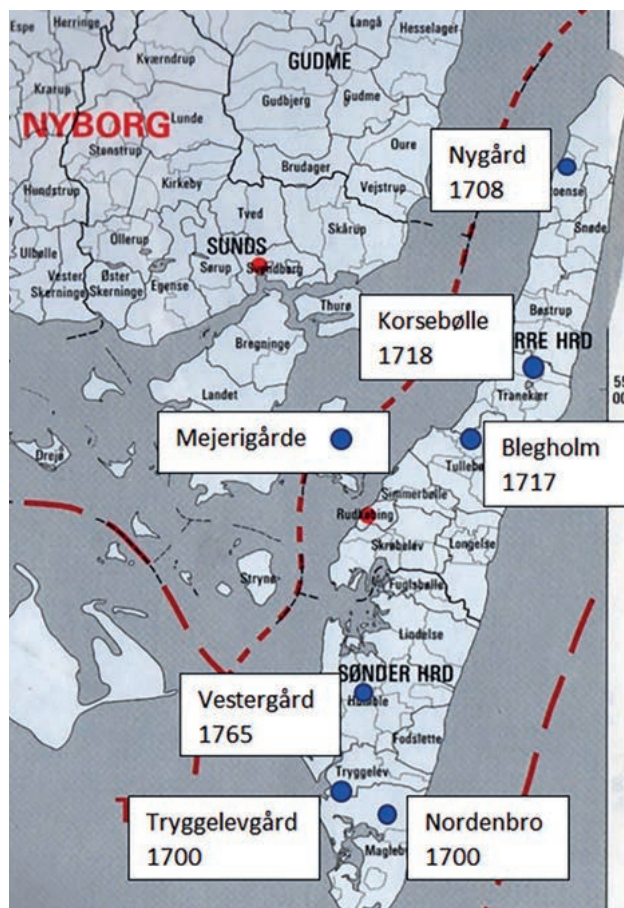 Espe
Herringe
Langå
Hesselager
Kværndrup
GUDME
Krarup
Gudbjerg
Gudme
NYBORG
Lunde
Stenstrup
Oure
Nygård
1708
Brudager
Hundstrup
Kirkeby
Vejstrup
Snøde
Tved
Skårup
Ollerup
SUNDS
Ulbølle
Sørup
Svendborg
Vester
Skerninge
Øster
Skerninge
Egense
Thurø
Bøstrup
Korsebølle
1718
Bregninge
RRE HRD
Landet
Tranekær
55
00
Mejerigårde
Blegholm
1717
Drejø
Simmerbølle
Rudkøbing
Skrøbelev
Longelse
Strynø
Fuglsbølle
Lindelse
SØNDER HRD
Vestergård
1765
Humble
Fodslette
Tryggelev
Tryggelevgård
1700
Nordenbro
1700